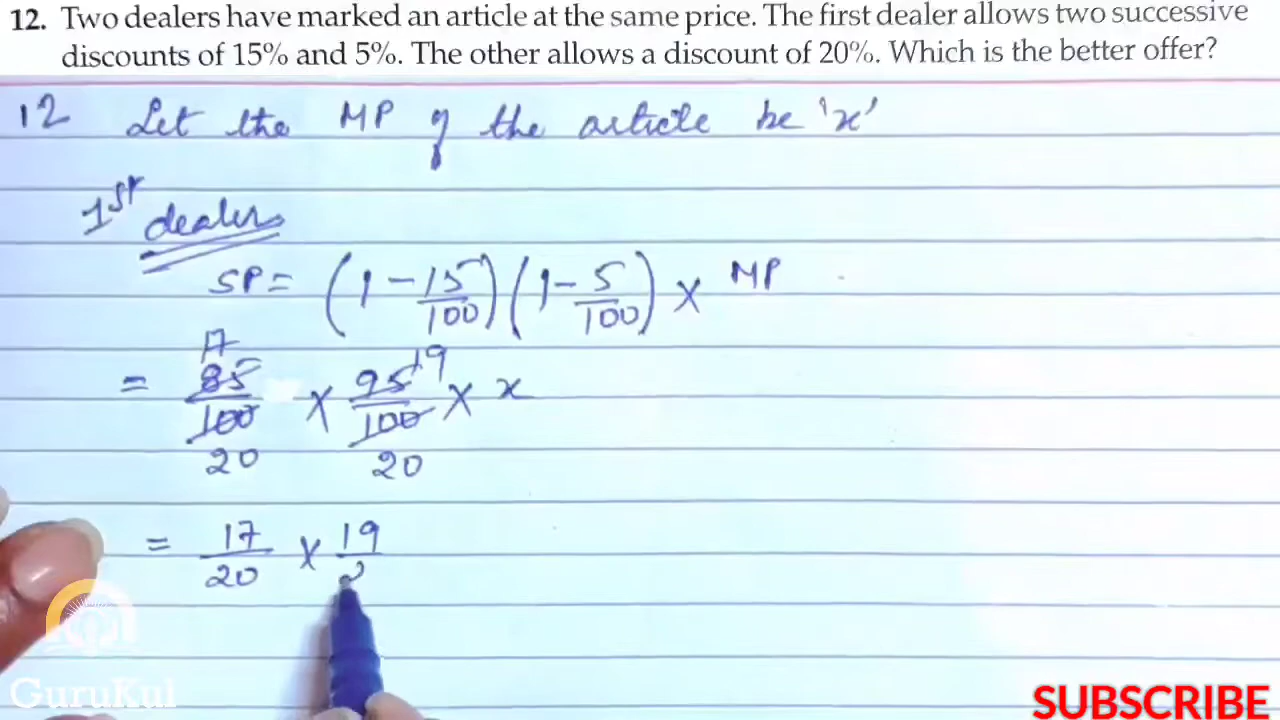 12. Two dealers have marked an article at the same price. The first dealer allows two successive
discounts of 15% and 5%. The other allows a discount of 20%. Which is the better offer?
12 Let the MP of the article be 'x'
1st dealers
SP = (1 - 15/100) (1 - 5/100) × MP
17 19
= 85/100 × 95/100 × x
20 20
= 17/20 × 19/2
GuruKul
SUBSCRIBE